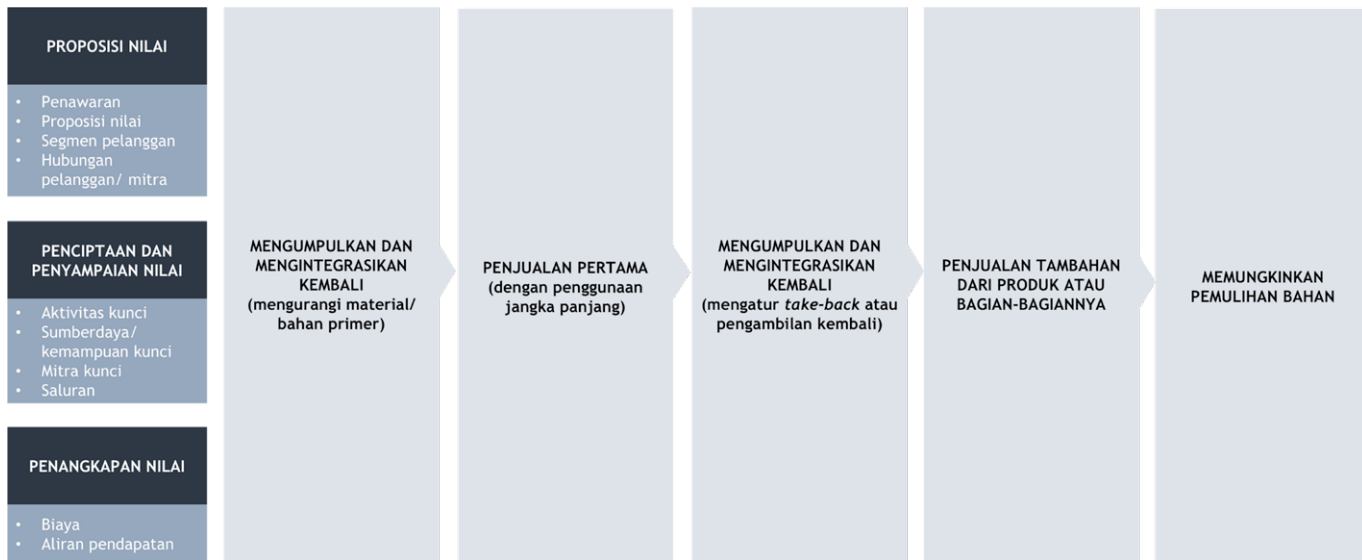 PROPOSISI NILAI
• Penawaran
• Proposisi nilai
• Segmen pelanggan
• Hubungan
pelanggan/ mitra
PENCIPTAAN DAN
PENYAMPAIAN NILAI
• Aktivitas kunci
• Sumberdaya/
kemampuan kunci
• Mitra kunci
• Saluran
PENANGKAPAN NILAI
• Biaya
• Aliran pendapatan
MENGUMPULKAN DAN
MENGINTEGRASIKAN
KEMBALI
(mengurangi material/
bahan primer)
PENJUALAN PERTAMA
(dengan penggunaan
jangka panjang)
MENGUMPULKAN DAN
MENGINTEGRASIKAN
KEMBALI
(mengatur take-back atau
pengambilan kembali)
PENJUALAN TAMBAHAN
DARI PRODUK ATAU
BAGIAN-BAGIANNYA
MEMUNGKINKAN
PEMULIHAN BAHAN